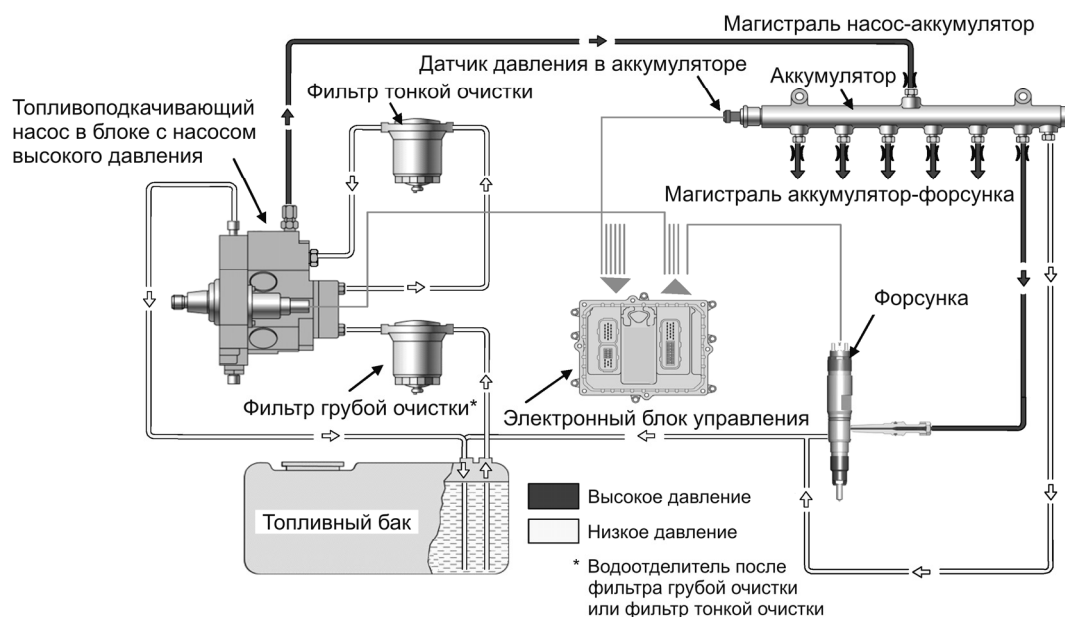 Магистраль насос-аккумулятор
Датчик давления в аккумуляторе
Аккумулятор
Фильтр тонкой очистки
Топливоподкачивающий
насос в блоке с насосом
высокого давления
Магистраль аккумулятор-форсунка
Форсунка
Фильтр грубой очистки*
Электронный блок управления
Топливный бак
Высокое давление
Низкое давление
* Водоотделитель после
фильтра грубой очистки
или фильтр тонкой очистки